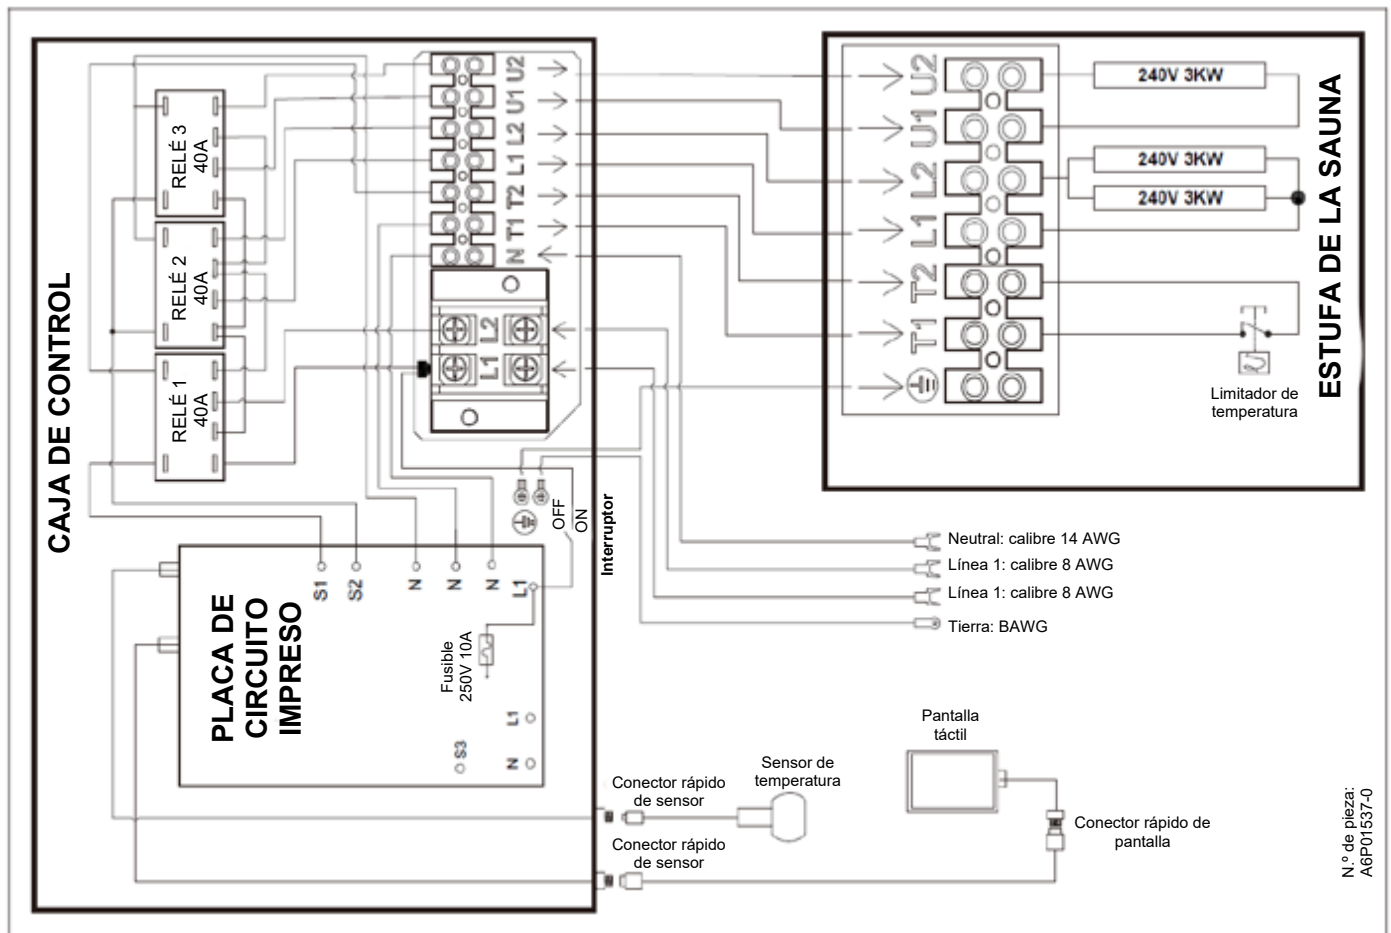 CAJA DE CONTROL
RELÉ 3
40A
RELÉ 2
40A
RELÉ 1
40A
U2
U1
L2
L1
T2
T1
N
L2
L1
OFF
ON
Interruptor
PLACA DE
CIRCUITO
IMPRESO
S1
S2
N
N
N
L1
Fusible
250V 10A
L1
N
S3
ESTUFA DE LA SAUNA
U2
U1
L2
L1
T2
T1
240V 3KW
240V 3KW
240V 3KW
Limitador de
temperatura
Neutral: calibre 14 AWG
Línea 1: calibre 8 AWG
Línea 1: calibre 8 AWG
Tierra: BAWG
Pantalla
táctil
Sensor de
temperatura
Conector rápido
de sensor
Conector rápido
de sensor
Conector rápido de
pantalla
N.º de pieza:
A6P01537-0